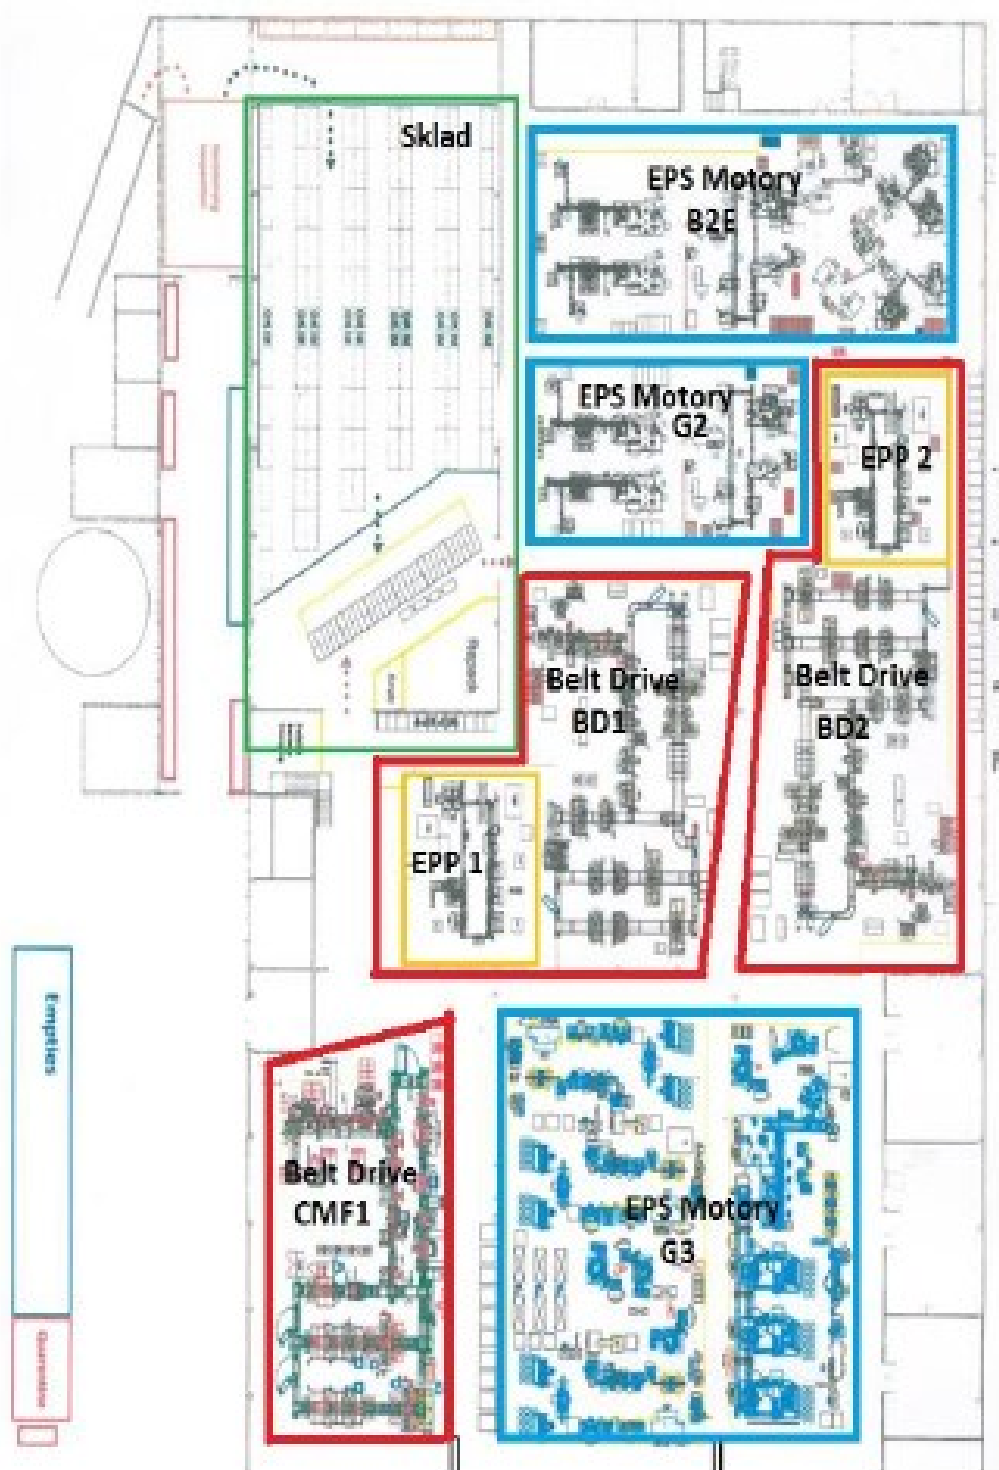 Sklad
EPS Motory
B2E
EPS Motory
G2
EPP 2
Belt Drive
BD1
Belt Drive
BD2
EPP 1
Empties
Quarantine
Belt Drive
CMF1
EPS Motory
G3